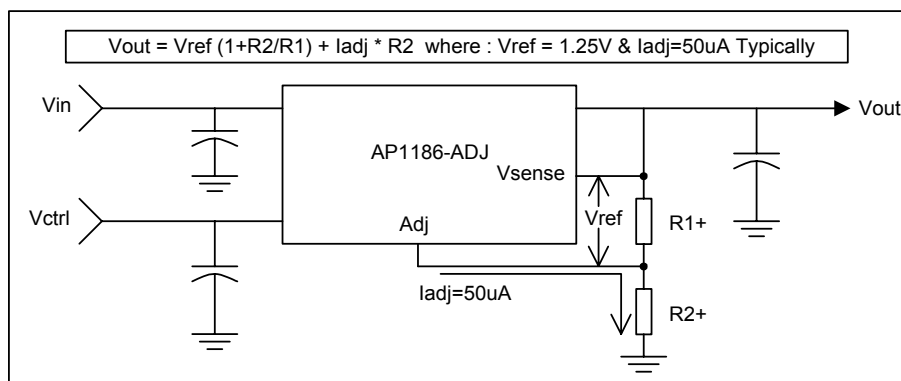 Vout = Vref (1+R2/R1) + Iadj * R2 where : Vref = 1.25V & Iadj=50uA Typically
Vin
Vout
AP1186-ADJ
Vsense
Vctrl
Adj
Vref
R1+
Iadj=50uA
R2+